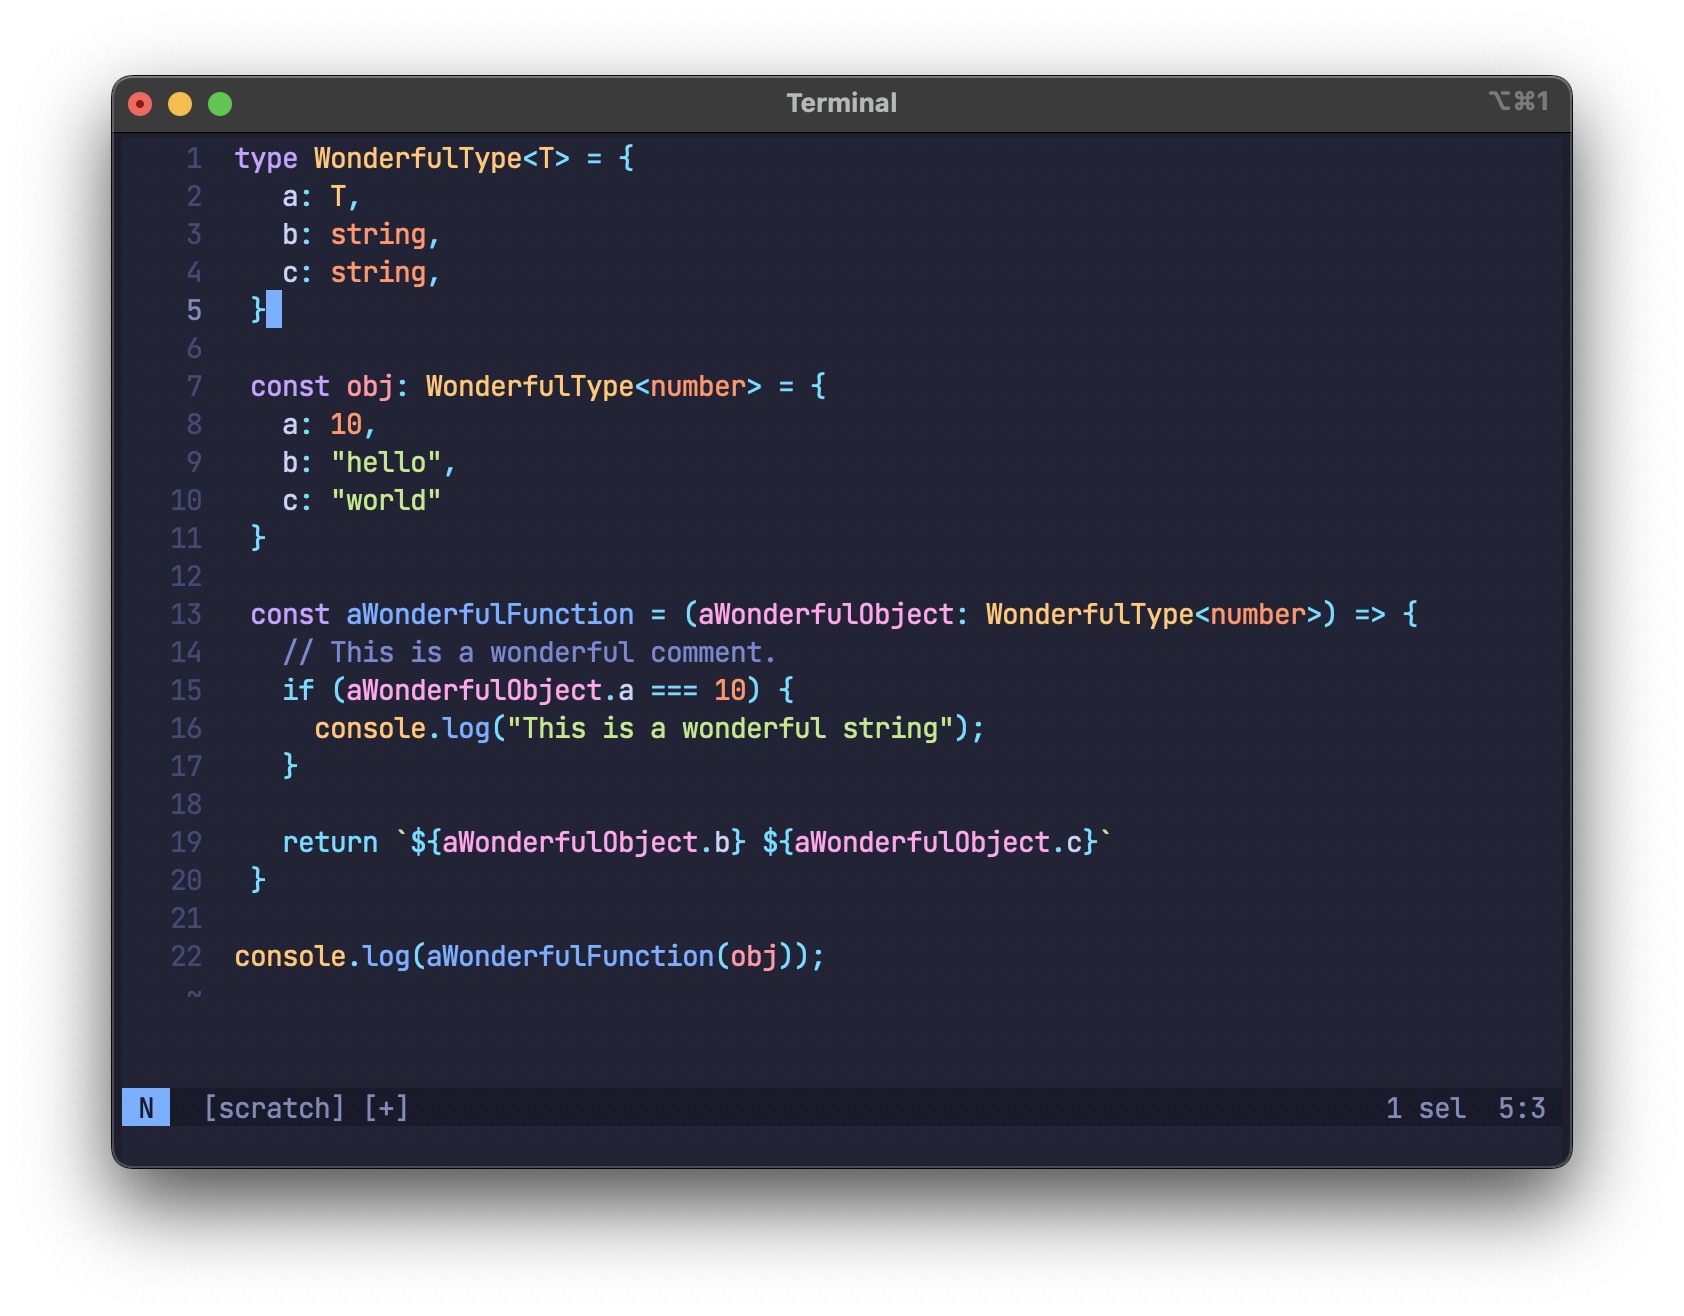 Terminal ⌥⌘1
1 type WonderfulType<T> = {
2    a: T,
3    b: string,
4    c: string,
5  }
6
7  const obj: WonderfulType<number> = {
8    a: 10,
9    b: "hello",
10    c: "world"
11  }
12
13  const aWonderfulFunction = (aWonderfulObject: WonderfulType<number>) => {
14    // This is a wonderful comment.
15    if (aWonderfulObject.a === 10) {
16      console.log("This is a wonderful string");
17    }
18
19    return `${aWonderfulObject.b} ${aWonderfulObject.c}`
20  }
21
22 console.log(aWonderfulFunction(obj));
~
N [scratch] [+] 1 sel 5:3